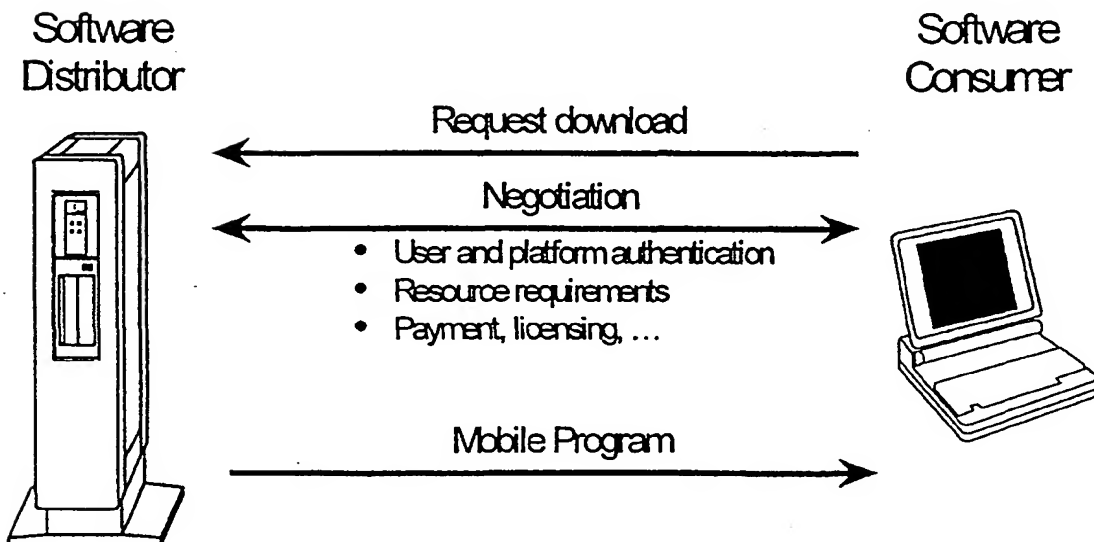 Software
Distributor
Software
Consumer
Request download
Negotiation
• User and platform authentication
• Resource requirements
• Payment, licensing, …
Mobile Program